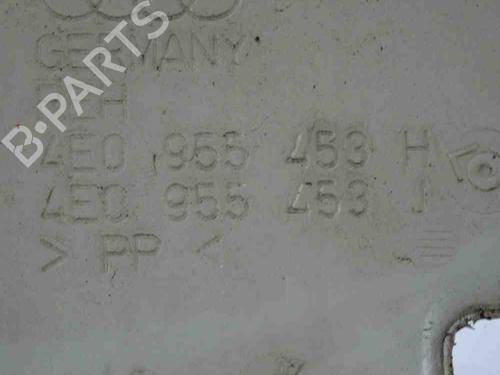 GERMANY
4E0 955 453 H
4E0 955 453 J
> PP <
B-PARTS